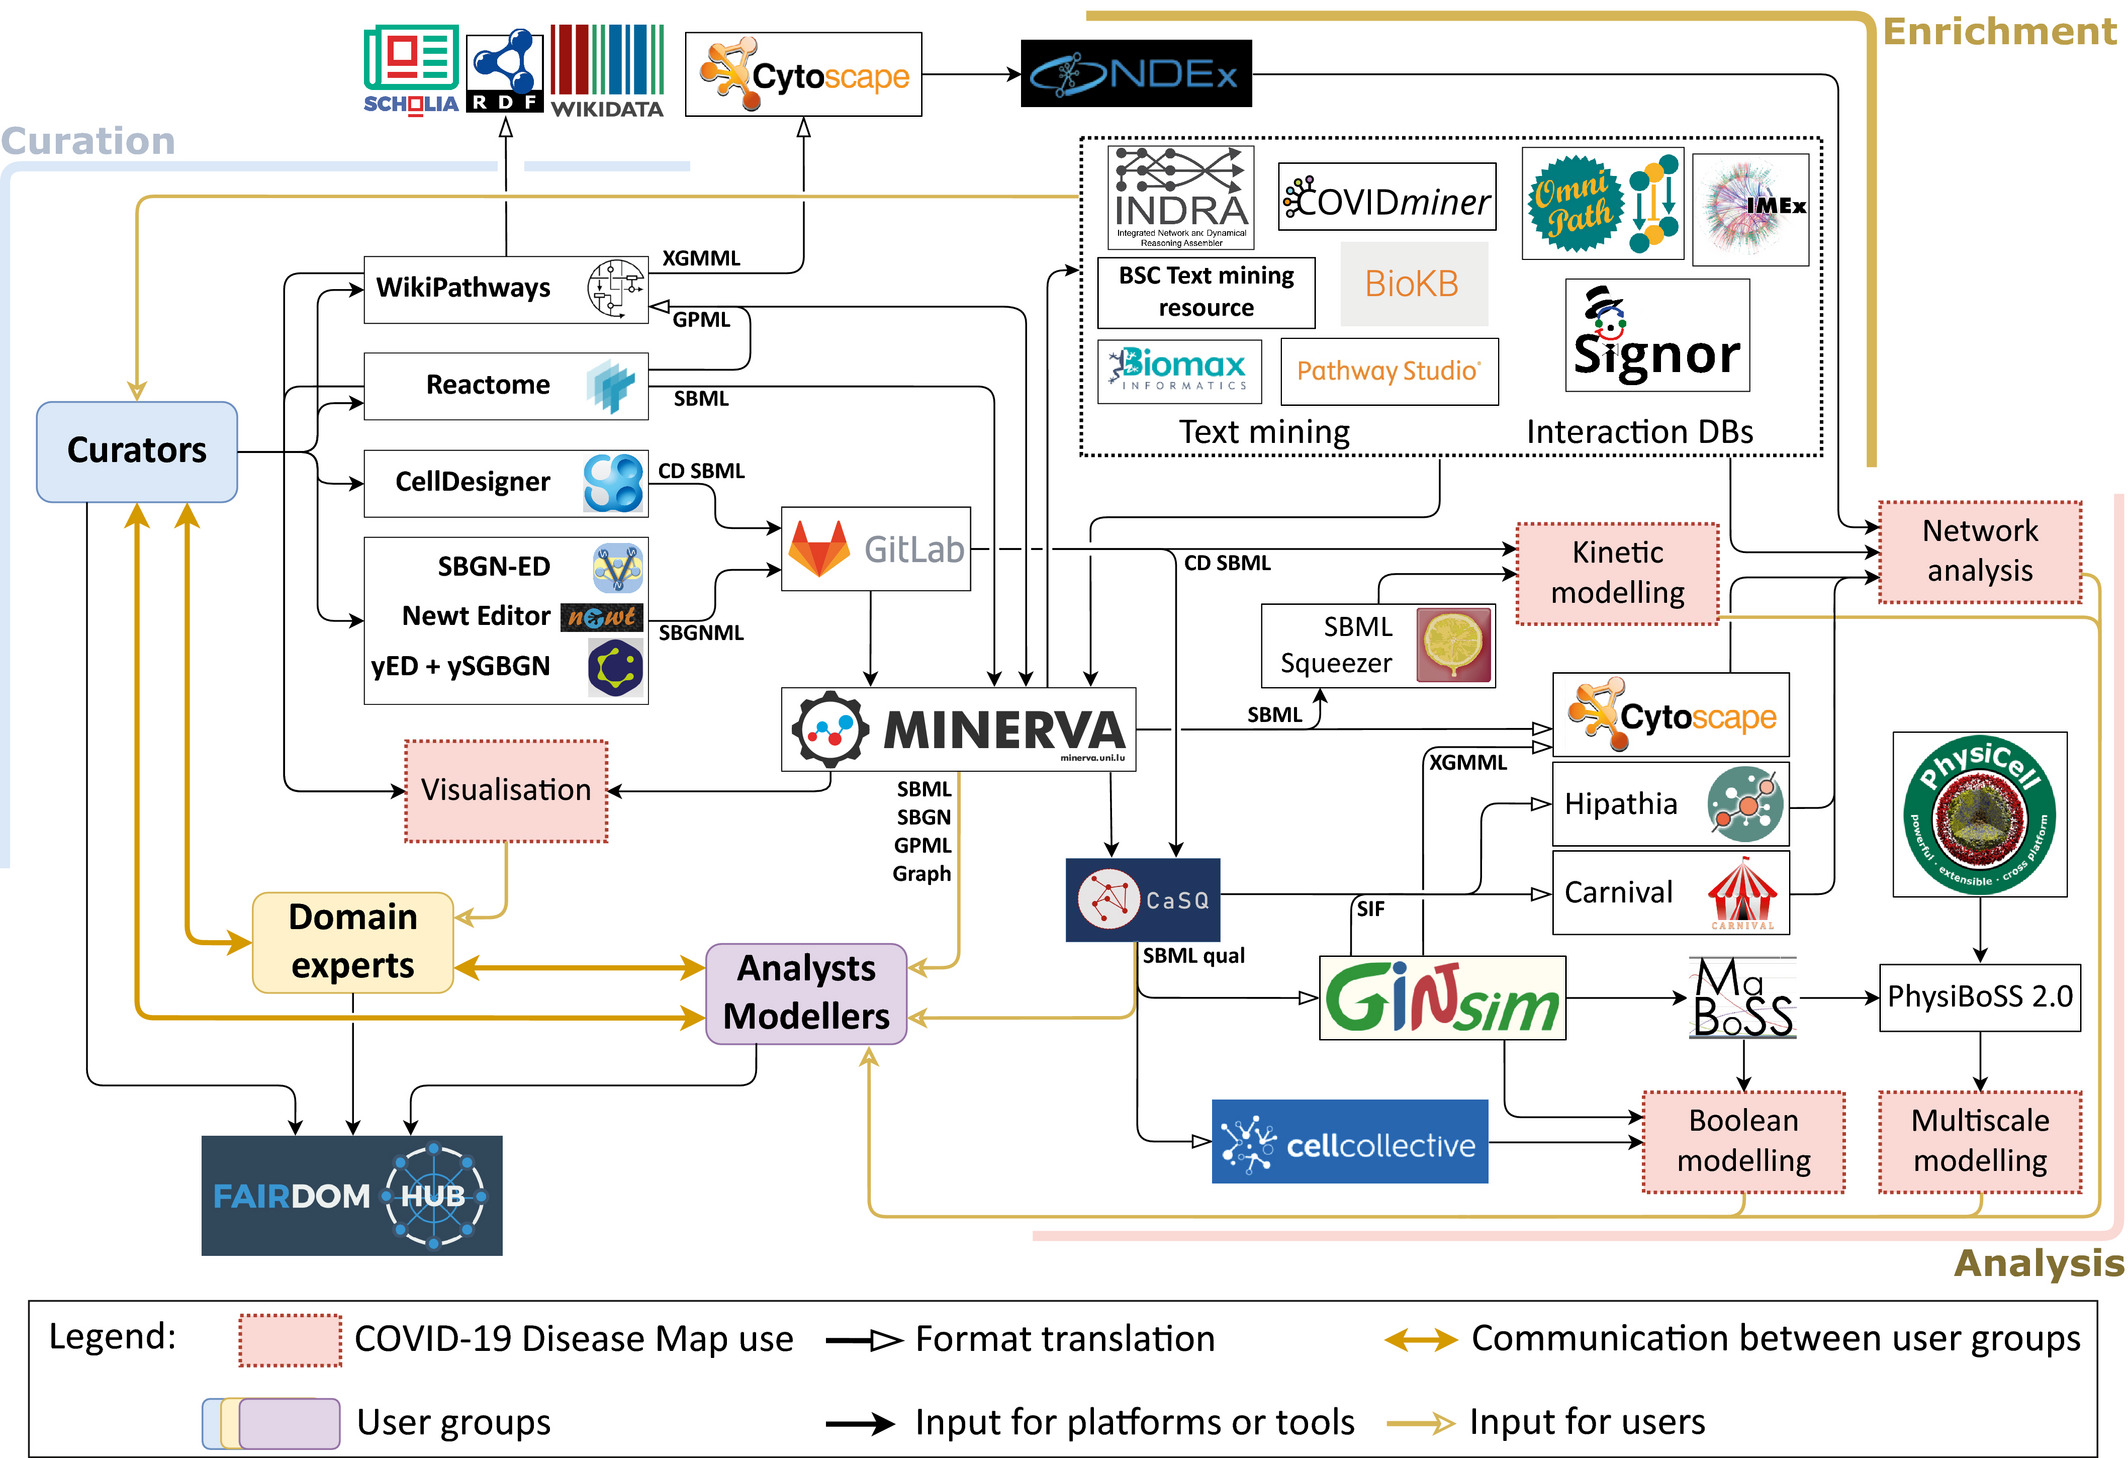 Enrichment
SCHOLIA
RDF
WIKIDATA
Cytoscape
NDEx
Curation
INDRA
Integrated Network and Dynamical
Reasoning Assembler
COVIDminer
Omni
Path
IMEx
BSC Text mining
resource
BioKB
Signor
Biomax
INFORMATICS
Pathway Studio
Text mining
Interaction DBs
WikiPathways
XGMML
GPML
Reactome
SBML
Curators
CellDesigner
CD SBML
SBGN-ED
Newt Editor
newt
SBGNML
yED + ySGBGN
GitLab
CD SBML
Kinetic
modelling
Network
analysis
SBML
Squeezer
SBML
MINERVA
minerva.uni.lu
Cytoscape
XGMML
Visualisation
SBML
SBGN
GPML
Graph
Hipathia
PhysiCell
powerful · extensible · cross platform
CaSQ
SIF
Carnival
CARNIVAL
SBML qual
Domain
experts
Analysts
Modellers
GINsim
Ma
BoSS
PhysiBoSS 2.0
cellcollective
Boolean
modelling
Multiscale
modelling
FAIRDOM
HUB
Analysis
Legend:
COVID-19 Disease Map use
Format translation
Communication between user groups
User groups
Input for platforms or tools
Input for users